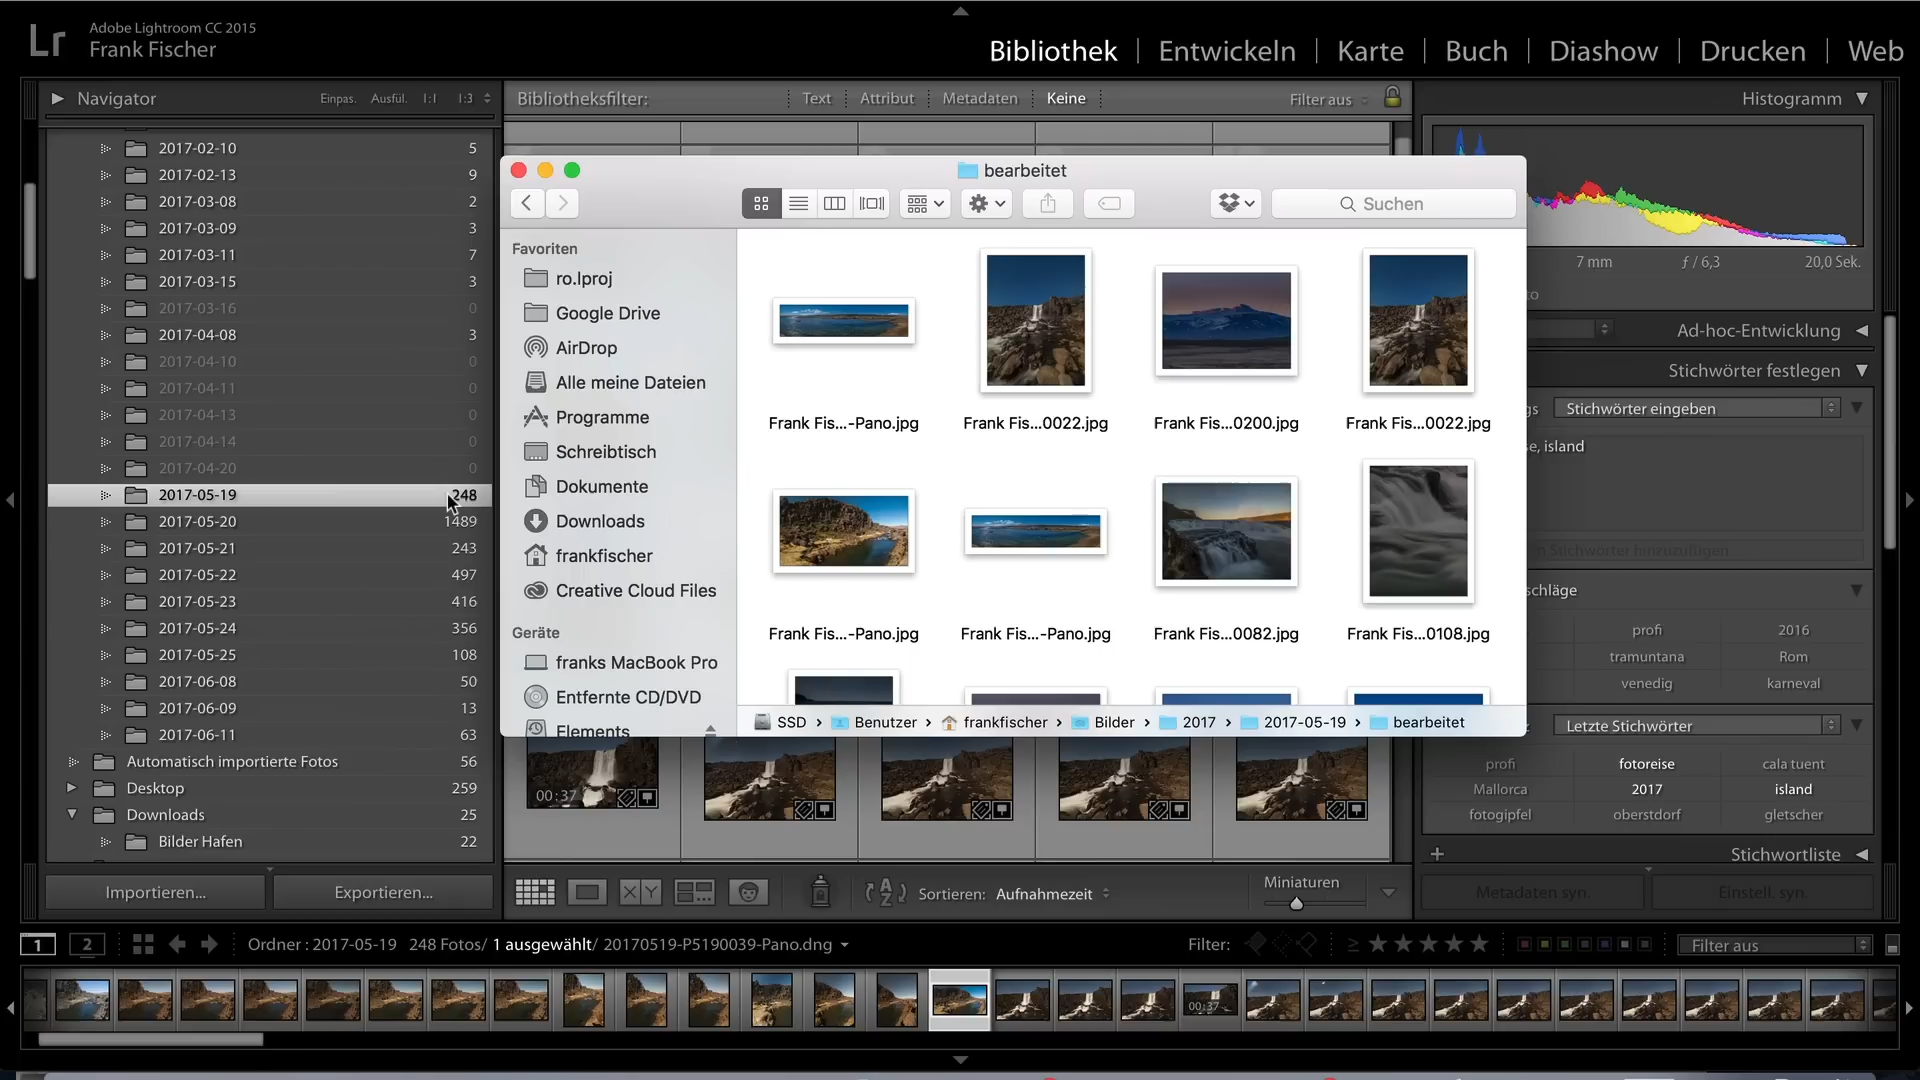 Lr
Adobe Lightroom CC 2015
Frank Fischer
Bibliothek
Entwickeln
Karte
Buch
Diashow
Drucken
Web
Navigator
Einpas.
Ausfül.
1:1
1:3
Bibliotheksfilter:
Text
Attribut
Metadaten
Keine
Filter aus
Histogramm
2017-02-10 5
2017-02-13 9
2017-03-08 2
2017-03-09 3
2017-03-11 7
2017-03-15 3
2017-03-16 0
2017-04-08 3
2017-04-10 0
2017-04-11 0
2017-04-13 0
2017-04-14 0
2017-04-20 0
2017-05-19 248
2017-05-20 1489
2017-05-21 243
2017-05-22 497
2017-05-23 416
2017-05-24 356
2017-05-25 108
2017-06-08 50
2017-06-09 13
2017-06-11 63
Automatisch importierte Fotos 56
Desktop 259
Downloads 25
Bilder Hafen 22
Importieren...
Exportieren...
bearbeitet
Suchen
Favoriten
ro.lproj
Google Drive
AirDrop
Alle meine Dateien
Programme
Schreibtisch
Dokumente
Downloads
frankfischer
Creative Cloud Files
Geräte
franks MacBook Pro
Entfernte CD/DVD
Elements
Frank Fis...-Pano.jpg
Frank Fis...0022.jpg
Frank Fis...0200.jpg
Frank Fis...0022.jpg
Frank Fis...-Pano.jpg
Frank Fis...-Pano.jpg
Frank Fis...0082.jpg
Frank Fis...0108.jpg
SSD
Benutzer
frankfischer
Bilder
2017
2017-05-19
bearbeitet
7 mm
ƒ / 6,3
20,0 Sek.
Ad-hoc-Entwicklung
Stichwörter festlegen
Stichwörter eingeben
island
n Stichwörter hinzuzufügen
schläge
profi
2016
tramuntana
Rom
venedig
karneval
Letzte Stichwörter
profi
fotoreise
cala tuent
Mallorca
2017
island
fotogipfel
oberstdorf
gletscher
Stichwortliste
Metadaten syn.
Einstell. syn.
00:37
X Y
Sortieren:
Aufnahmezeit
Miniaturen
1
2
Ordner : 2017-05-19 248 Fotos/ 1 ausgewählt/ 20170519-P5190039-Pano.dng
Filter:
Filter aus
00:37